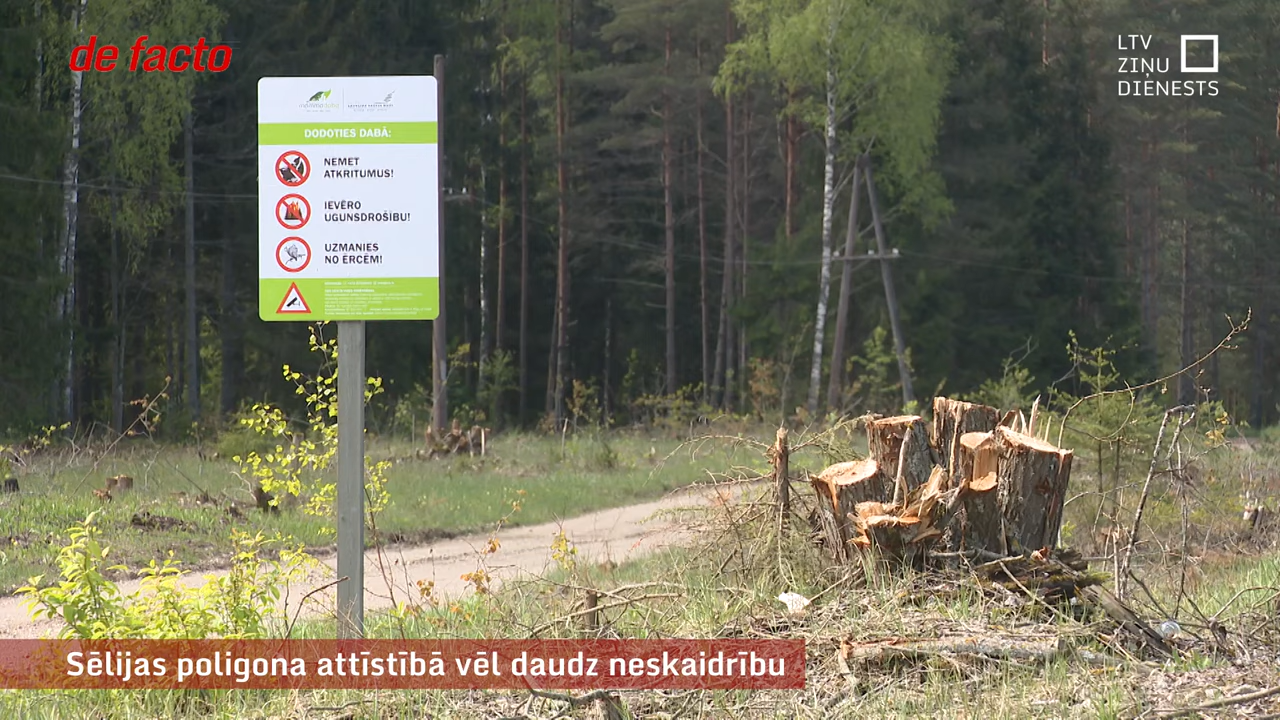 de facto
LTV
ZIŅU
DIENESTS
DODOTIES DABĀ:
NEMET
ATKRITUMUS!
IEVĒRO
UGUNSDROŠĪBU!
UZMANIES
NO ĒRCĒM!
Sēlijas poligona attīstībā vēl daudz neskaidrību